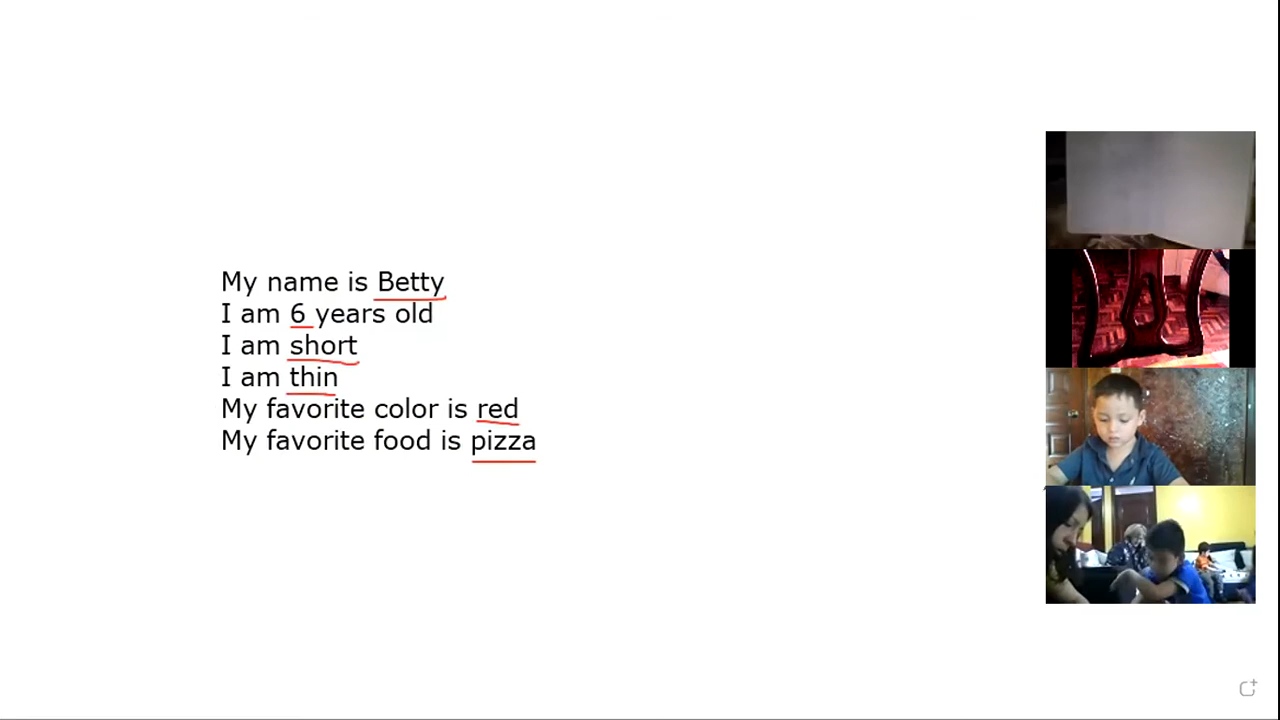 My name is Betty
I am 6 years old
I am short
I am thin
My favorite color is red
My favorite food is pizza